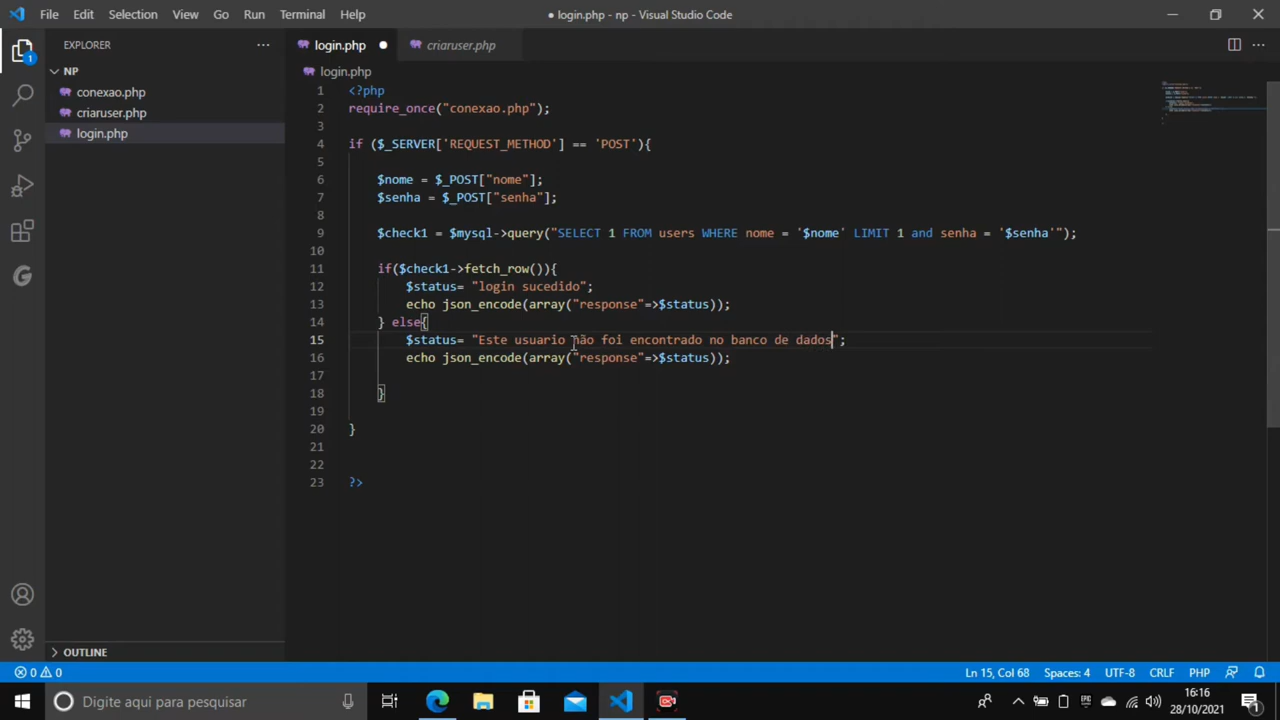 File Edit Selection View Go Run Terminal Help
● login.php - np - Visual Studio Code
EXPLORER
login.php
criaruser.php
NP
login.php
1
conexao.php
criaruser.php
login.php
1 <?php
2 require_once("conexao.php");
3
4 if ($_SERVER['REQUEST_METHOD'] == 'POST'){
5
6 $nome = $_POST["nome"];
7 $senha = $_POST["senha"];
8
9 $check1 = $mysql->query("SELECT 1 FROM users WHERE nome = '$nome' LIMIT 1 and senha = '$senha'");
10
11 if($check1->fetch_row()){
12 $status= "login sucedido";
13 echo json_encode(array("response"=>$status));
14 } else{
15 $status= "Este usuario não foi encontrado no banco de dados";
16 echo json_encode(array("response"=>$status));
17
18 }
19
20 }
21
22
23 ?>
OUTLINE
0 0 Ln 15, Col 68 Spaces: 4 UTF-8 CRLF PHP
Digite aqui para pesquisar
16:16
28/10/2021
1